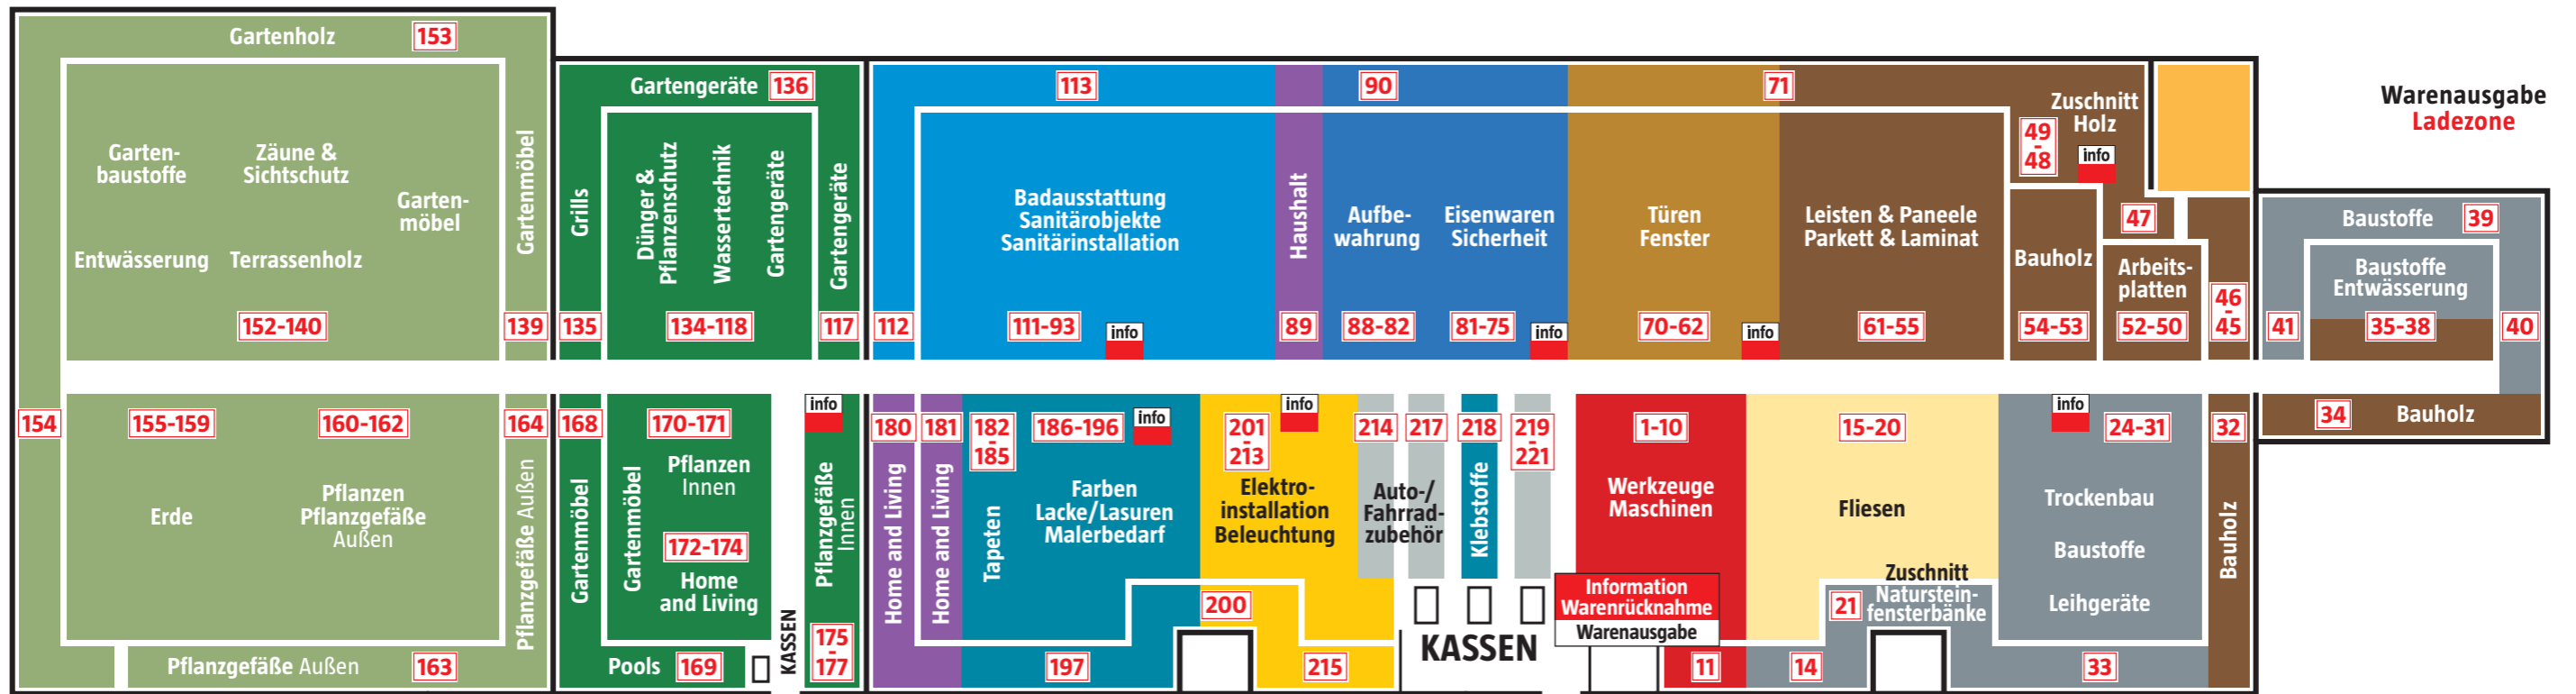 Gartenholz 153
Garten-
baustoffe
Zäune &
Sichtschutz
Garten-
möbel
Entwässerung
Terrassenholz
152-140
Gartenmöbel
139
Gartengeräte 136
Grills
135
Dünger &
Pflanzenschutz
Wassertechnik
Gartengeräte
134-118
Gartengeräte
117
113
112
Badausstattung
Sanitärobjekte
Sanitärinstallation
111-93
info
Haushalt
89
90
Aufbe-
wahrung
88-82
Eisenwaren
Sicherheit
81-75
info
71
Türen
Fenster
70-62
info
Leisten & Paneele
Parkett & Laminat
61-55
Zuschnitt
Holz
49
-
48
info
Bauholz
54-53
47
Arbeits-
platten
52-50
46
-
45
Warenausgabe
Ladezone
Baustoffe 39
Baustoffe
Entwässerung
41
35-38
40
154
155-159
Erde
160-162
Pflanzen
Pflanzgefäße
Außen
164
Pflanzgefäße Außen
Pflanzgefäße Außen 163
168
Gartenmöbel
170-171
Gartenmöbel
Pflanzen
Innen
172-174
Home
and Living
Pools 169
KASSEN
info
Pflanzgefäße
Innen
175
-
177
180
Home and Living
181
Home and Living
182
-
185
Tapeten
186-196
info
Farben
Lacke/Lasuren
Malerbedarf
197
200
201
-
213
info
Elektro-
installation
Beleuchtung
215
214
217
Auto-/
Fahrrad-
zubehör
218
Klebstoffe
219
-
221
KASSEN
Information
Warenrücknahme
Warenausgabe
1-10
Werkzeuge
Maschinen
11
15-20
Fliesen
14
Zuschnitt
21 Naturstein-
fensterbänke
info
24-31
Trockenbau
Baustoffe
Leihgeräte
33
32
Bauholz
34 Bauholz